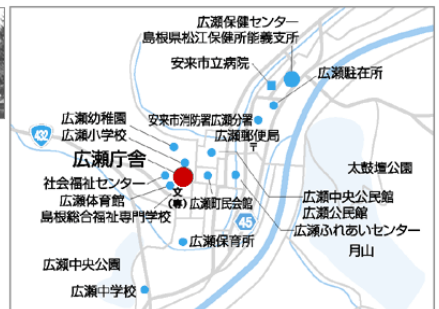 広瀬保健センター
島根県松江保健所能義支所
安来市立病院
広瀬駐在所
広瀬幼稚園
安来市消防署広瀬分署
432
広瀬小学校
広瀬郵便局
〒
広瀬庁舎
太鼓壇公園
社会福祉センター
広瀬中央公民館
広瀬体育館
文
(専)
広瀬町民会館
広瀬公民館
島根総合福祉専門学校
45
広瀬ふれあいセンター
月山
広瀬保育所
広瀬中央公園
広瀬中学校